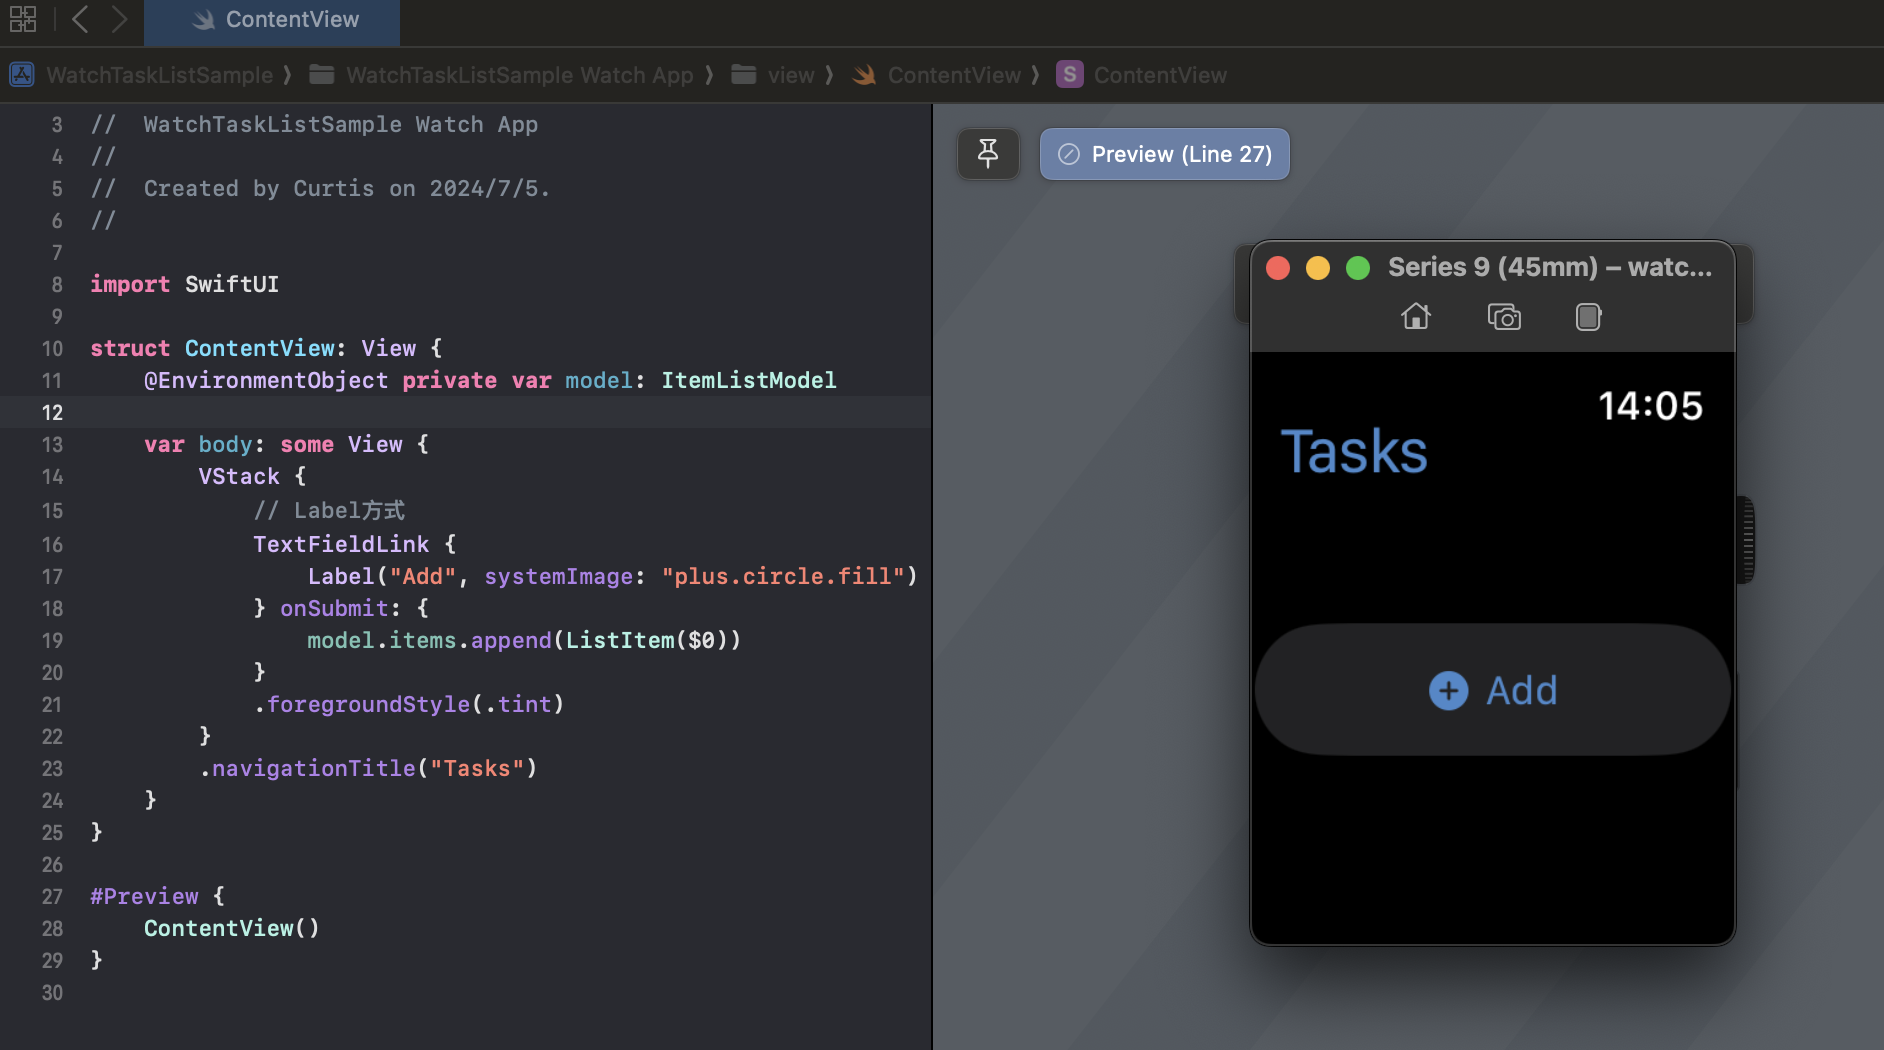 ContentView
WatchTaskListSample ❯ WatchTaskListSample Watch App ❯ view ❯ ContentView ❯ S ContentView
3 //  WatchTaskListSample Watch App
4 //
5 //  Created by Curtis on 2024/7/5.
6 //
7
8 import SwiftUI
9
10 struct ContentView: View {
11     @EnvironmentObject private var model: ItemListModel
12
13     var body: some View {
14         VStack {
15             // Label方式
16             TextFieldLink {
17                 Label("Add", systemImage: "plus.circle.fill")
18             } onSubmit: {
19                 model.items.append(ListItem($0))
20             }
21             .foregroundStyle(.tint)
22         }
23         .navigationTitle("Tasks")
24     }
25 }
26
27 #Preview {
28     ContentView()
29 }
30
Preview (Line 27)
Series 9 (45mm) – watc...
14:05
Tasks
Add